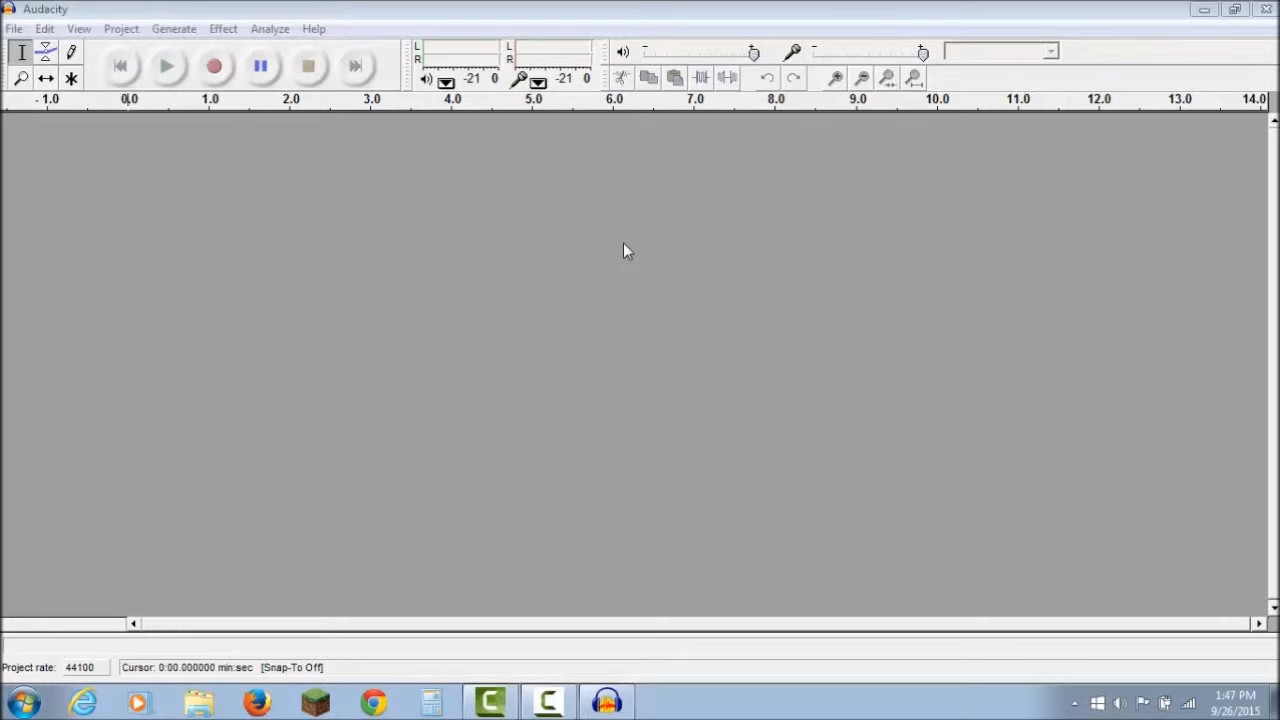 Audacity
File Edit View Project Generate Effect Analyze Help
L
R
-21 0
L
R
-21 0
- 1.0 0.0 1.0 2.0 3.0 4.0 5.0 6.0 7.0 8.0 9.0 10.0 11.0 12.0 13.0 14.0
Project rate: 44100 Cursor: 0:00.000000 min:sec [Snap-To Off]
1:47 PM
9/26/2015